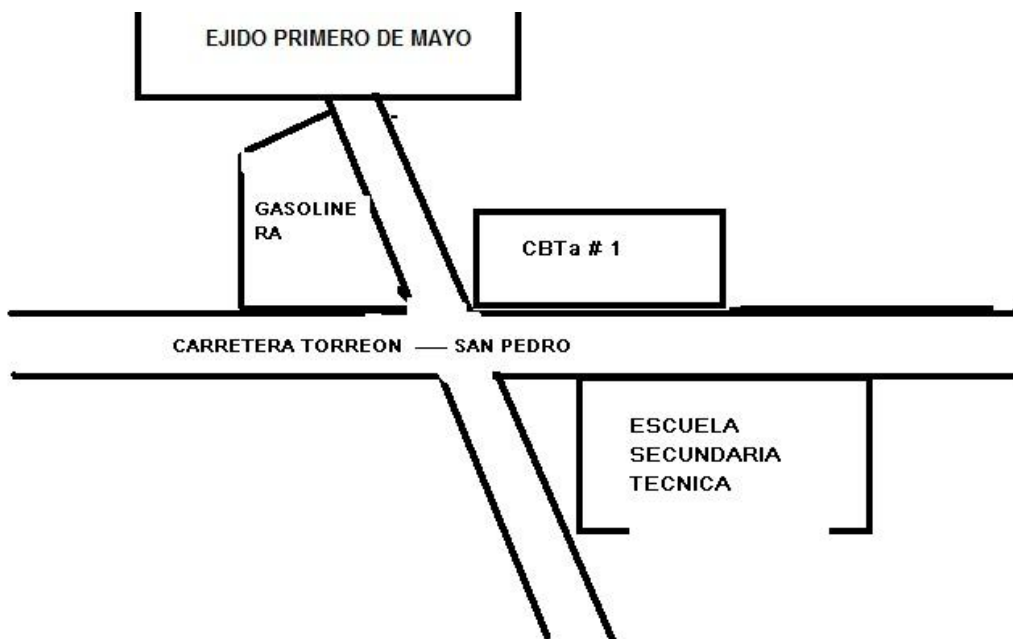 EJIDO PRIMERO DE MAYO
GASOLINE
RA
CBTa # 1
CARRETERA TORREON — SAN PEDRO
ESCUELA
SECUNDARIA
TECNICA